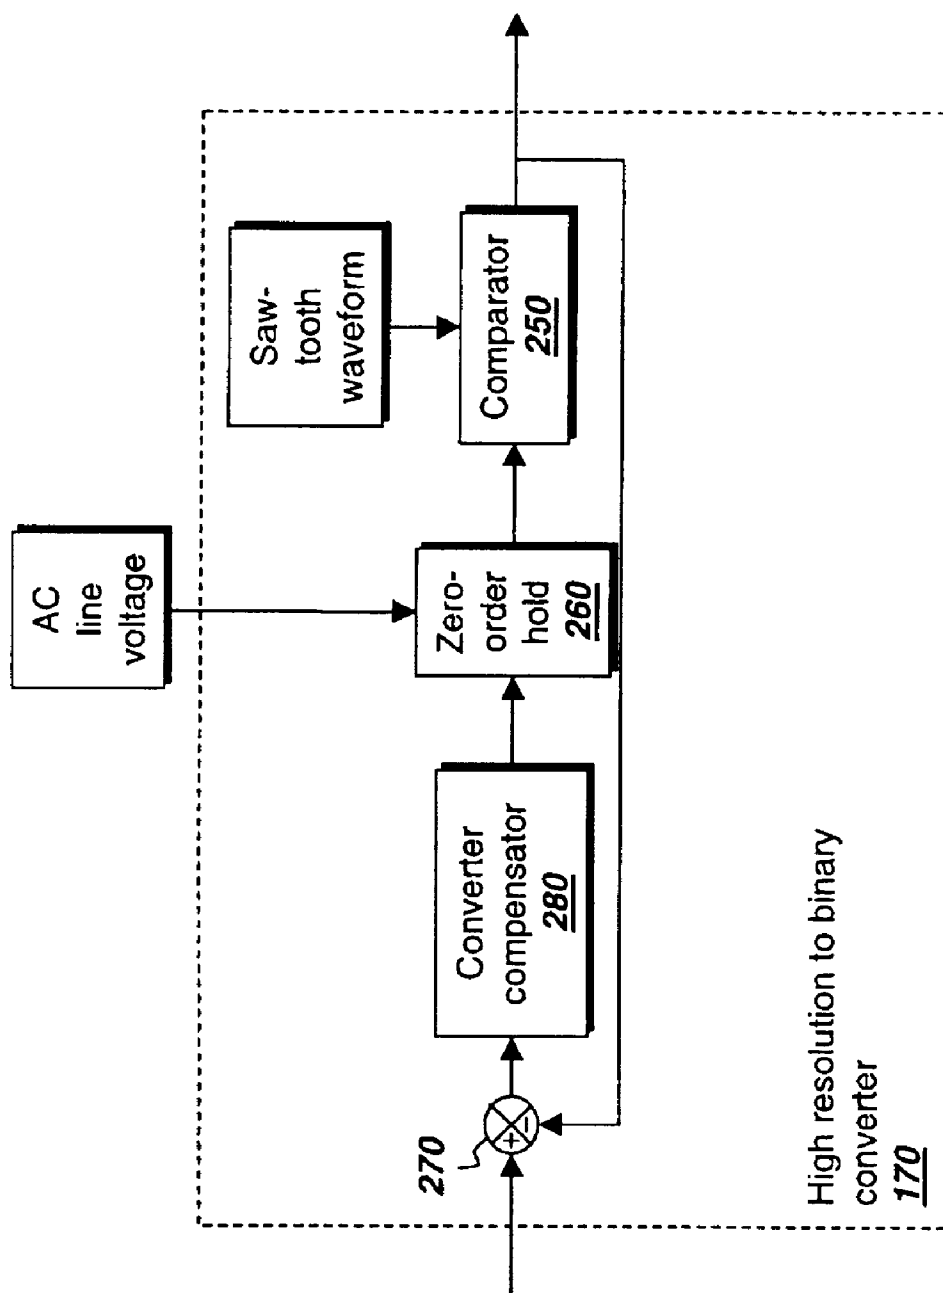 AC
line
voltage
Saw-
tooth
waveform
270
+
−
Converter
compensator
280
Zero-
order
hold
260
Comparator
250
High resolution to binary
converter
170